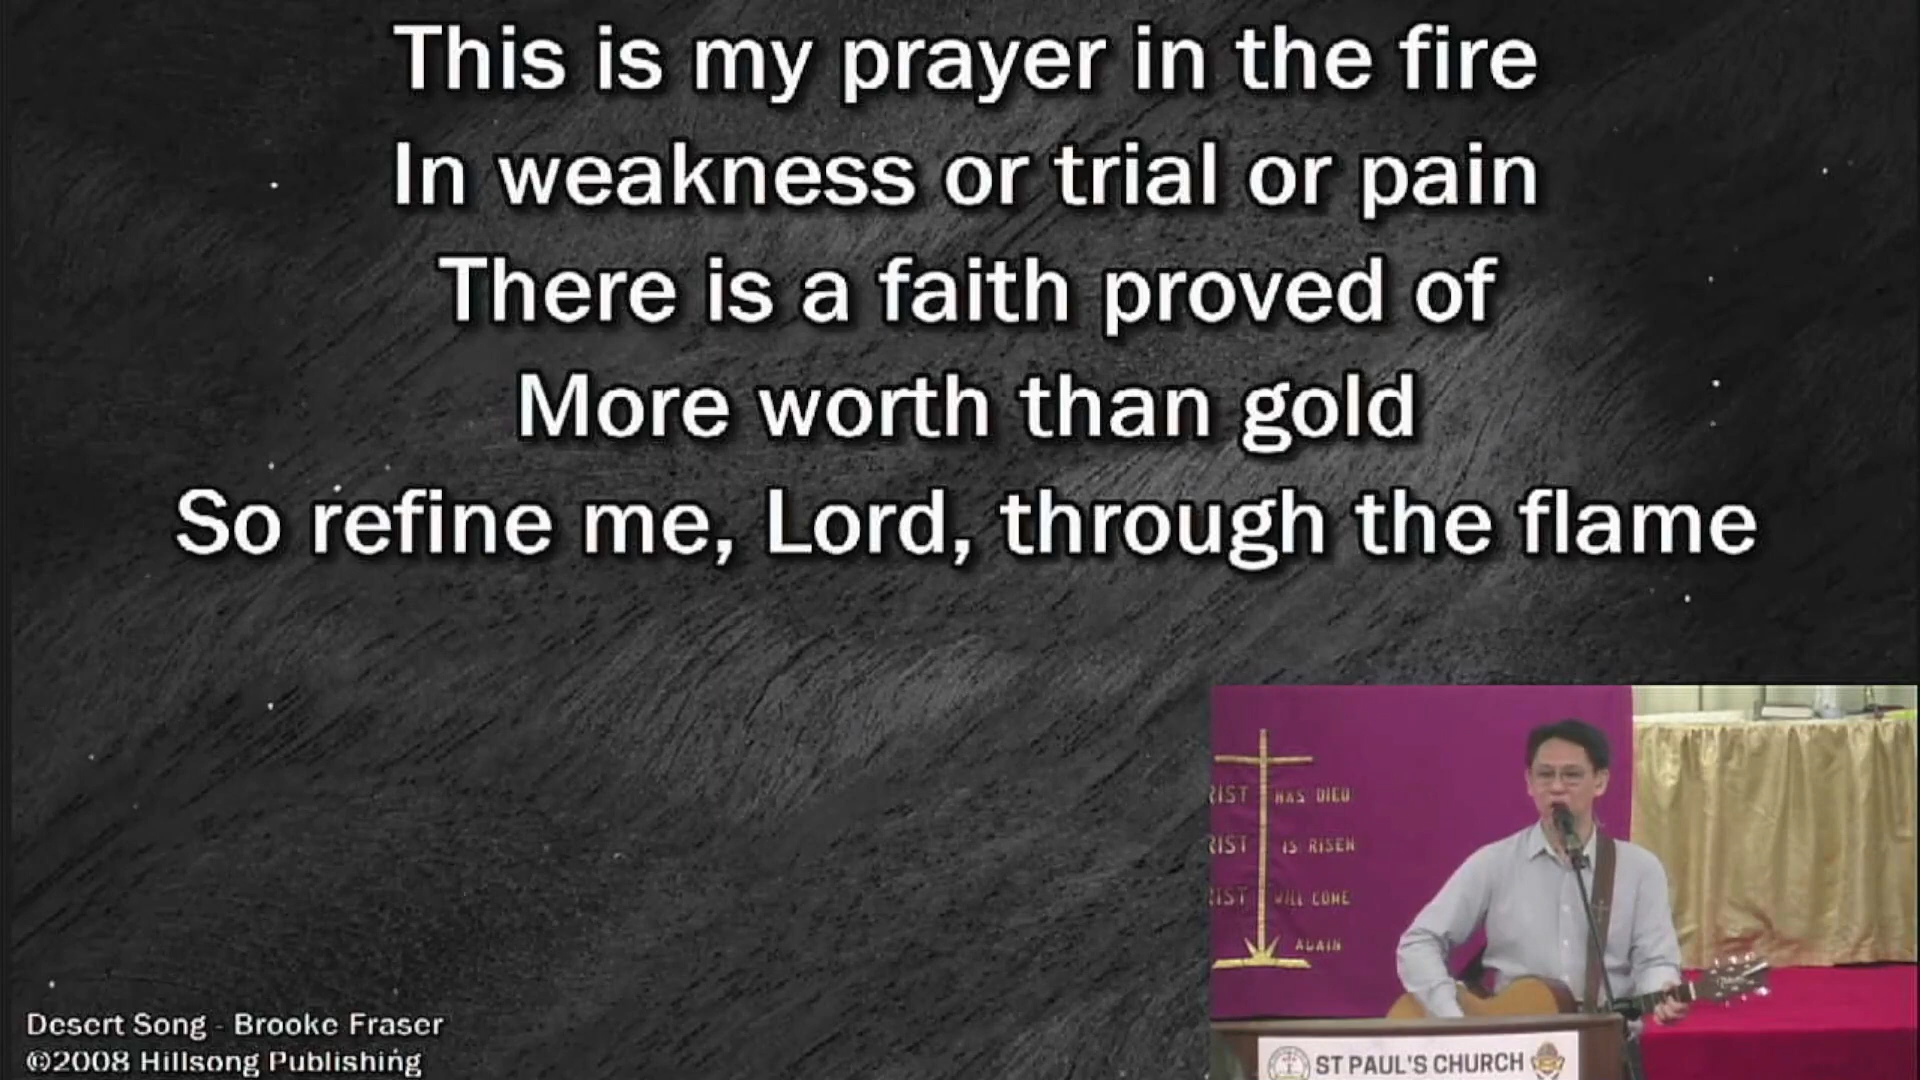 This is my prayer in the fire
In weakness or trial or pain
There is a faith proved of
More worth than gold
So refine me, Lord, through the flame
RIST HAS DIED
RIST IS RISEN
RIST WILL COME
AGAIN
Desert Song - Brooke Fraser
©2008 Hillsong Publishing
ST PAUL'S CHURCH